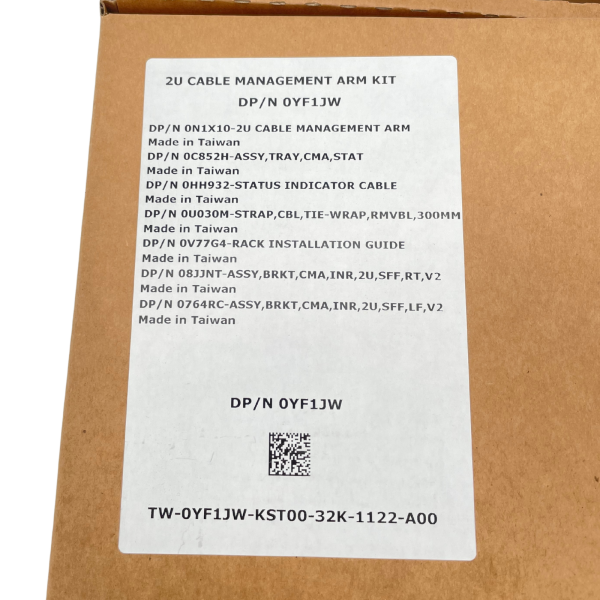 2U CABLE MANAGEMENT ARM KIT
DP/N 0YF1JW
DP/N 0N1X10-2U CABLE MANAGEMENT ARM
Made in Taiwan
DP/N 0C852H-ASSY,TRAY,CMA,STAT
Made in Taiwan
DP/N 0HH932-STATUS INDICATOR CABLE
Made in Taiwan
DP/N 0U030M-STRAP,CBL,TIE-WRAP,RMVBL,300MM
Made in Taiwan
DP/N 0V77G4-RACK INSTALLATION GUIDE
Made in Taiwan
DP/N 08JJNT-ASSY,BRKT,CMA,INR,2U,SFF,RT,V2
Made in Taiwan
DP/N 0764RC-ASSY,BRKT,CMA,INR,2U,SFF,LF,V2
Made in Taiwan
DP/N 0YF1JW
TW-0YF1JW-KST00-32K-1122-A00